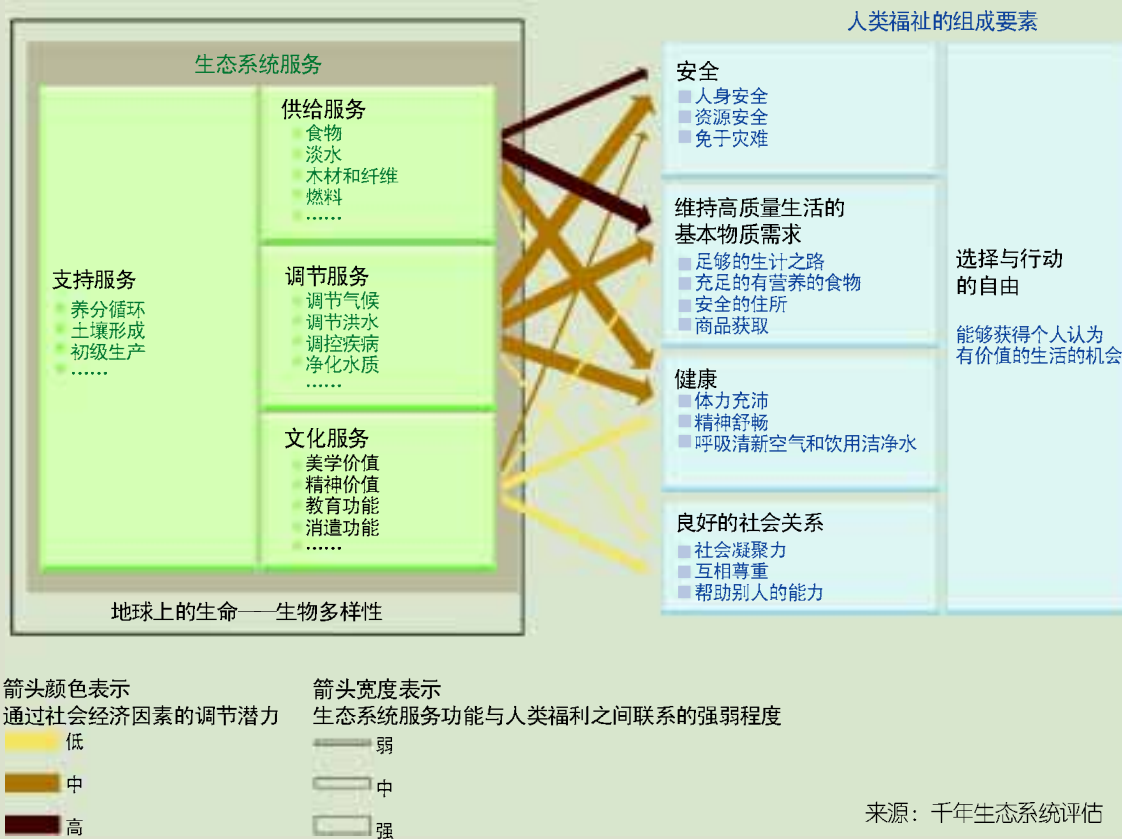 人类福祉的组成要素
生态系统服务
支持服务
养分循环
土壤形成
初级生产
……
供给服务
食物
淡水
木材和纤维
燃料
……
调节服务
调节气候
调节洪水
调控疾病
净化水质
……
文化服务
美学价值
精神价值
教育功能
消遣功能
……
地球上的生命——生物多样性
安全
人身安全
资源安全
免于灾难
维持高质量生活的
基本物质需求
足够的生计之路
充足的有营养的食物
安全的住所
商品获取
健康
体力充沛
精神舒畅
呼吸清新空气和饮用洁净水
良好的社会关系
社会凝聚力
互相尊重
帮助别人的能力
选择与行动
的自由
能够获得个人认为
有价值的生活的机会
箭头颜色表示
通过社会经济因素的调节潜力
低
中
高
箭头宽度表示
生态系统服务功能与人类福利之间联系的强弱程度
弱
中
强
来源：千年生态系统评估